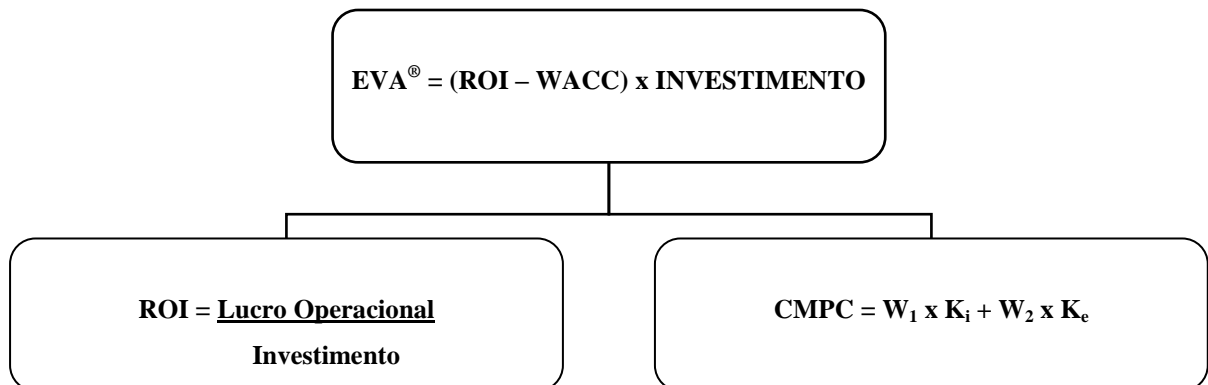 EVA® = (ROI – WACC) x INVESTIMENTO
ROI = Lucro Operacional
Investimento
CMPC = W₁ x Kᵢ + W₂ x Kₑ